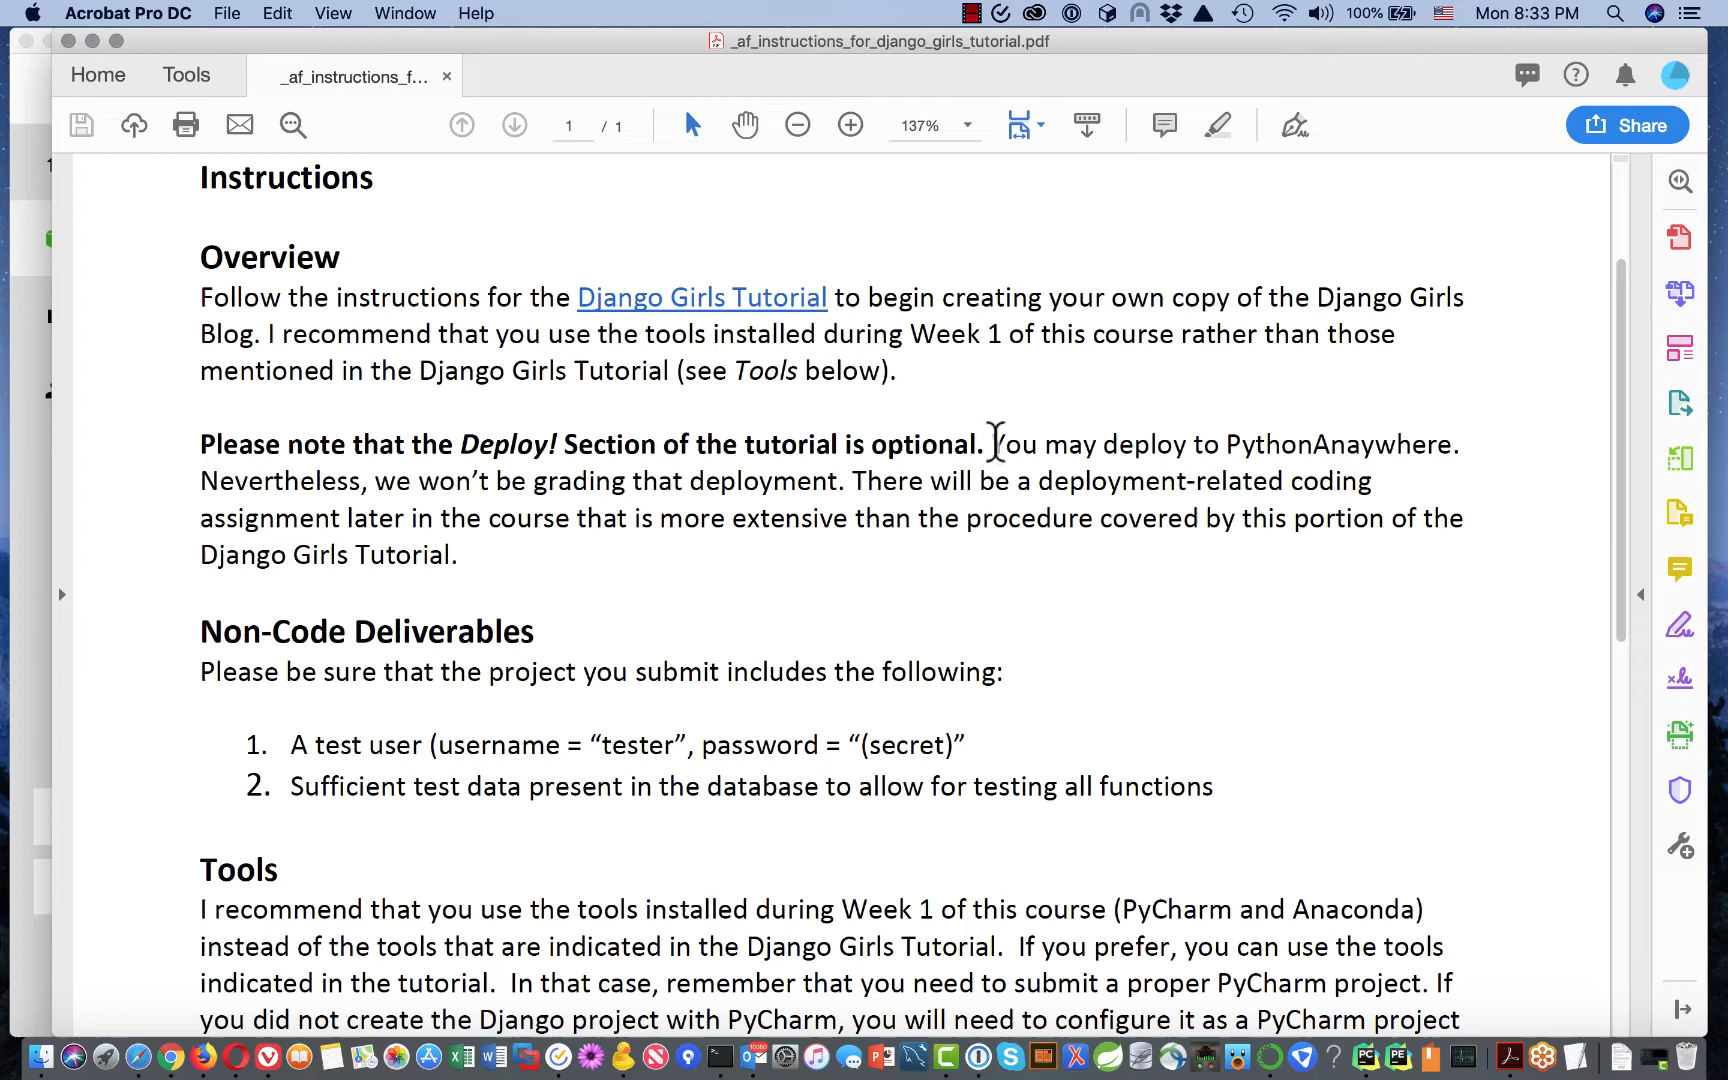 Acrobat Pro DC File Edit View Window Help 100% Mon 8:33 PM
_af_instructions_for_django_girls_tutorial.pdf
Home Tools _af_instructions_f... ×
1 / 1 137% Share
Instructions
Overview
Follow the instructions for the Django Girls Tutorial to begin creating your own copy of the Django Girls
Blog. I recommend that you use the tools installed during Week 1 of this course rather than those
mentioned in the Django Girls Tutorial (see Tools below).
Please note that the Deploy! Section of the tutorial is optional. You may deploy to PythonAnaywhere.
Nevertheless, we won’t be grading that deployment. There will be a deployment-related coding
assignment later in the course that is more extensive than the procedure covered by this portion of the
Django Girls Tutorial.
Non-Code Deliverables
Please be sure that the project you submit includes the following:
1. A test user (username = “tester”, password = “(secret)”
2. Sufficient test data present in the database to allow for testing all functions
Tools
I recommend that you use the tools installed during Week 1 of this course (PyCharm and Anaconda)
instead of the tools that are indicated in the Django Girls Tutorial. If you prefer, you can use the tools
indicated in the tutorial. In that case, remember that you need to submit a proper PyCharm project. If
you did not create the Django project with PyCharm, you will need to configure it as a PyCharm project